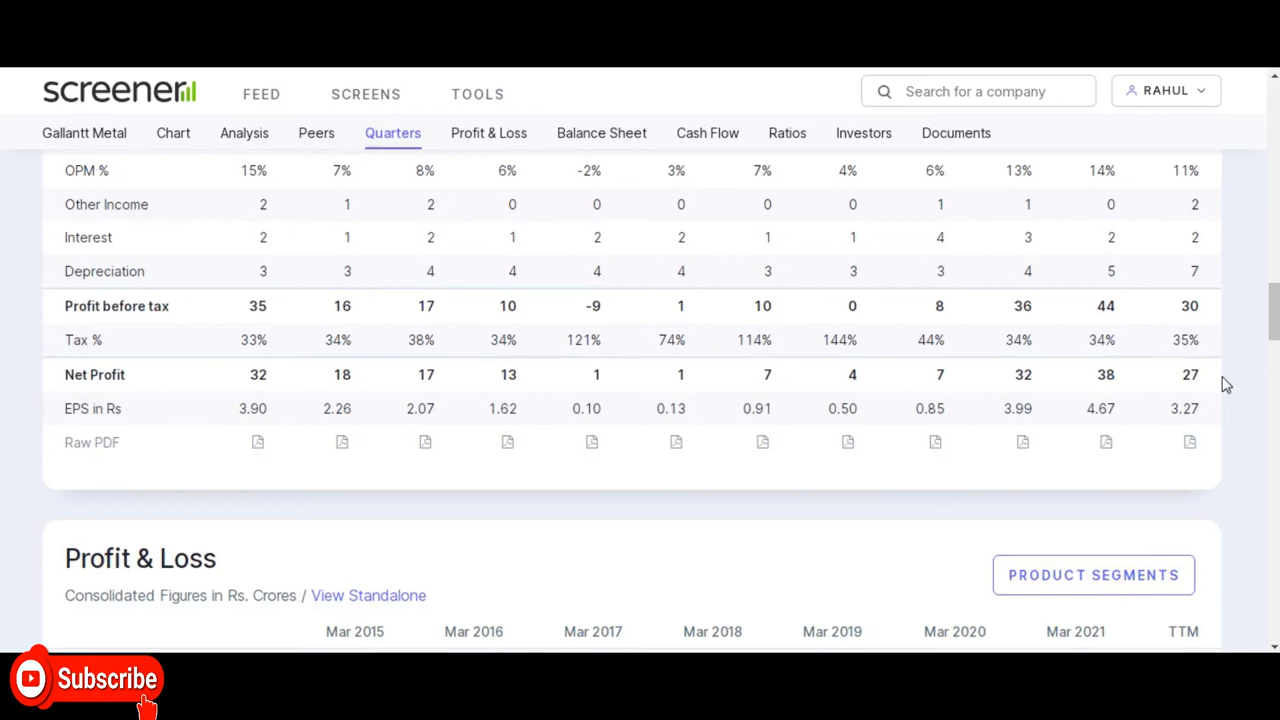 screener FEED SCREENS TOOLS Search for a company RAHUL
Gallantt Metal Chart Analysis Peers Quarters Profit & Loss Balance Sheet Cash Flow Ratios Investors Documents
OPM % 15% 7% 8% 6% -2% 3% 7% 4% 6% 13% 14% 11%
Other Income 2 1 2 0 0 0 0 0 1 1 0 2
Interest 2 1 2 1 2 2 1 1 4 3 2 2
Depreciation 3 3 4 4 4 4 3 3 3 4 5 7
Profit before tax 35 16 17 10 -9 1 10 0 8 36 44 30
Tax % 33% 34% 38% 34% 121% 74% 114% 144% 44% 34% 34% 35%
Net Profit 32 18 17 13 1 1 7 4 7 32 38 27
EPS in Rs 3.90 2.26 2.07 1.62 0.10 0.13 0.91 0.50 0.85 3.99 4.67 3.27
Raw PDF
Profit & Loss
PRODUCT SEGMENTS
Consolidated Figures in Rs. Crores / View Standalone
Mar 2015 Mar 2016 Mar 2017 Mar 2018 Mar 2019 Mar 2020 Mar 2021 TTM
Subscribe